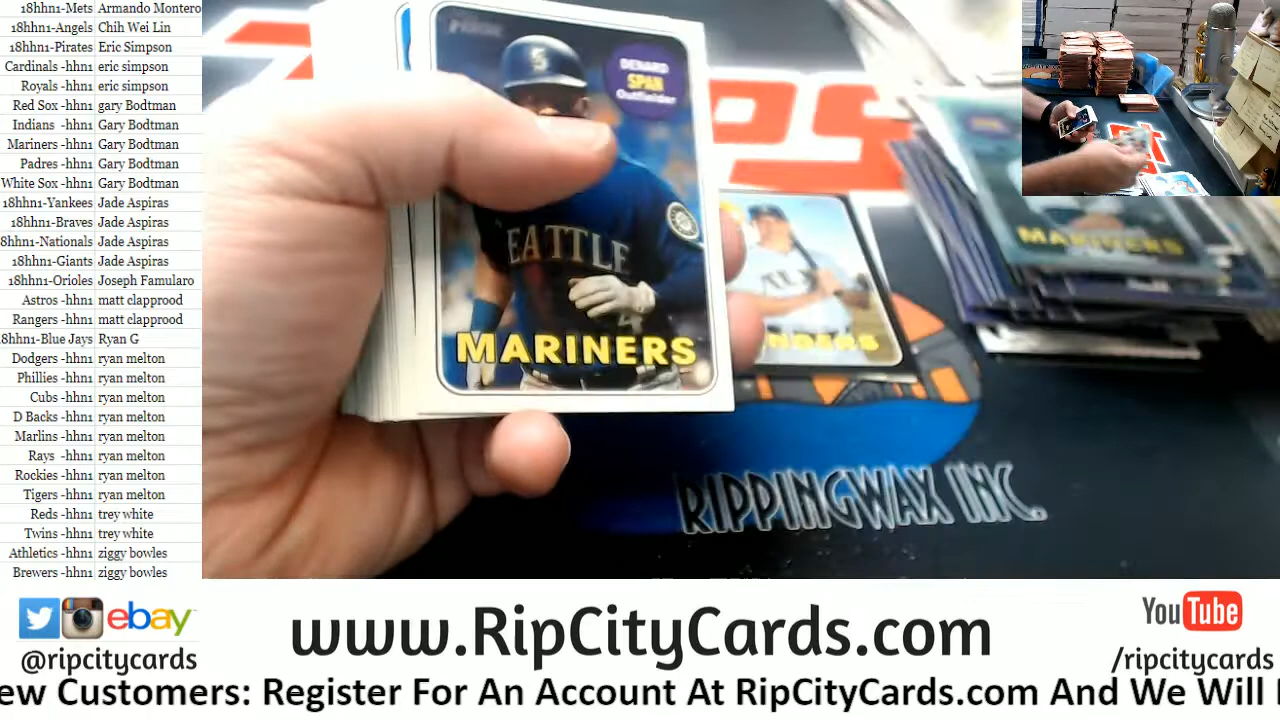 18hhn1-Mets Armando Montero
18hhn1-Angels Chih Wei Lin
18hhn1-Pirates Eric Simpson
Cardinals -hhn1 eric simpson
Royals -hhn1 eric simpson
Red Sox -hhn1 gary Bodtman
Indians -hhn1 Gary Bodtman
Mariners -hhn1 Gary Bodtman
Padres -hhn1 Gary Bodtman
White Sox -hhn1 Gary Bodtman
18hhn1-Yankees Jade Aspiras
18hhn1-Braves Jade Aspiras
8hhn1-Nationals Jade Aspiras
18hhn1-Giants Jade Aspiras
18hhn1-Orioles Joseph Famularo
Astros -hhn1 matt clapprood
Rangers -hhn1 matt clapprood
8hhn1-Blue Jays Ryan G
Dodgers -hhn1 ryan melton
Phillies -hhn1 ryan melton
Cubs -hhn1 ryan melton
D Backs -hhn1 ryan melton
Marlins -hhn1 ryan melton
Rays -hhn1 ryan melton
Rockies -hhn1 ryan melton
Tigers -hhn1 ryan melton
Reds -hhn1 trey white
Twins -hhn1 trey white
Athletics -hhn1 ziggy bowles
Brewers -hhn1 ziggy bowles
DENARD
SPAN
Outfielder
SEATTLE
MARINERS
MARINERS
PS
RIPPINGWAX INC.
ebay
@ripcitycards
www.RipCityCards.com
YouTube
/ripcitycards
ew Customers: Register For An Account At RipCityCards.com And We Will